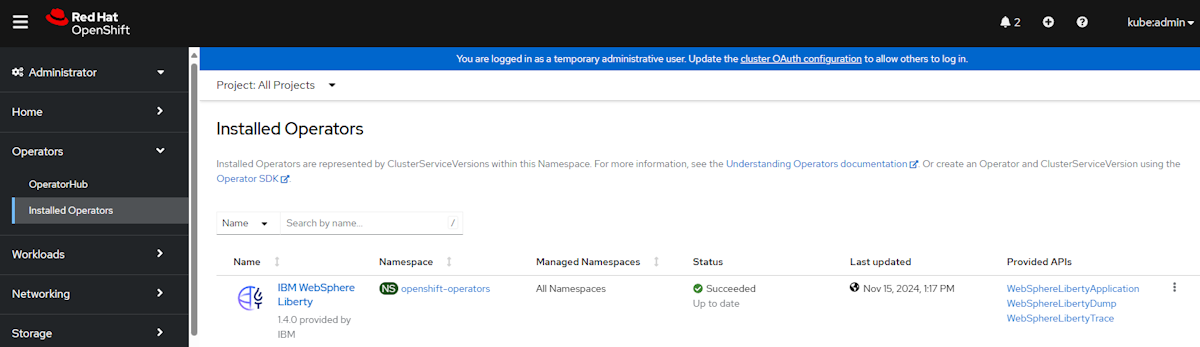 Red Hat
OpenShift
2
kube:admin
Administrator
Home
Operators
OperatorHub
Installed Operators
Workloads
Networking
Storage
You are logged in as a temporary administrative user. Update the cluster OAuth configuration to allow others to log in.
Project: All Projects
Installed Operators
Installed Operators are represented by ClusterServiceVersions within this Namespace. For more information, see the Understanding Operators documentation. Or create an Operator and ClusterServiceVersion using the
Operator SDK.
Name
Search by name...
/
Name Namespace Managed Namespaces Status Last updated Provided APIs
IBM WebSphere
Liberty
1.4.0 provided by
IBM
NS openshift-operators
All Namespaces
Succeeded
Up to date
Nov 15, 2024, 1:17 PM
WebSphereLibertyApplication
WebSphereLibertyDump
WebSphereLibertyTrace